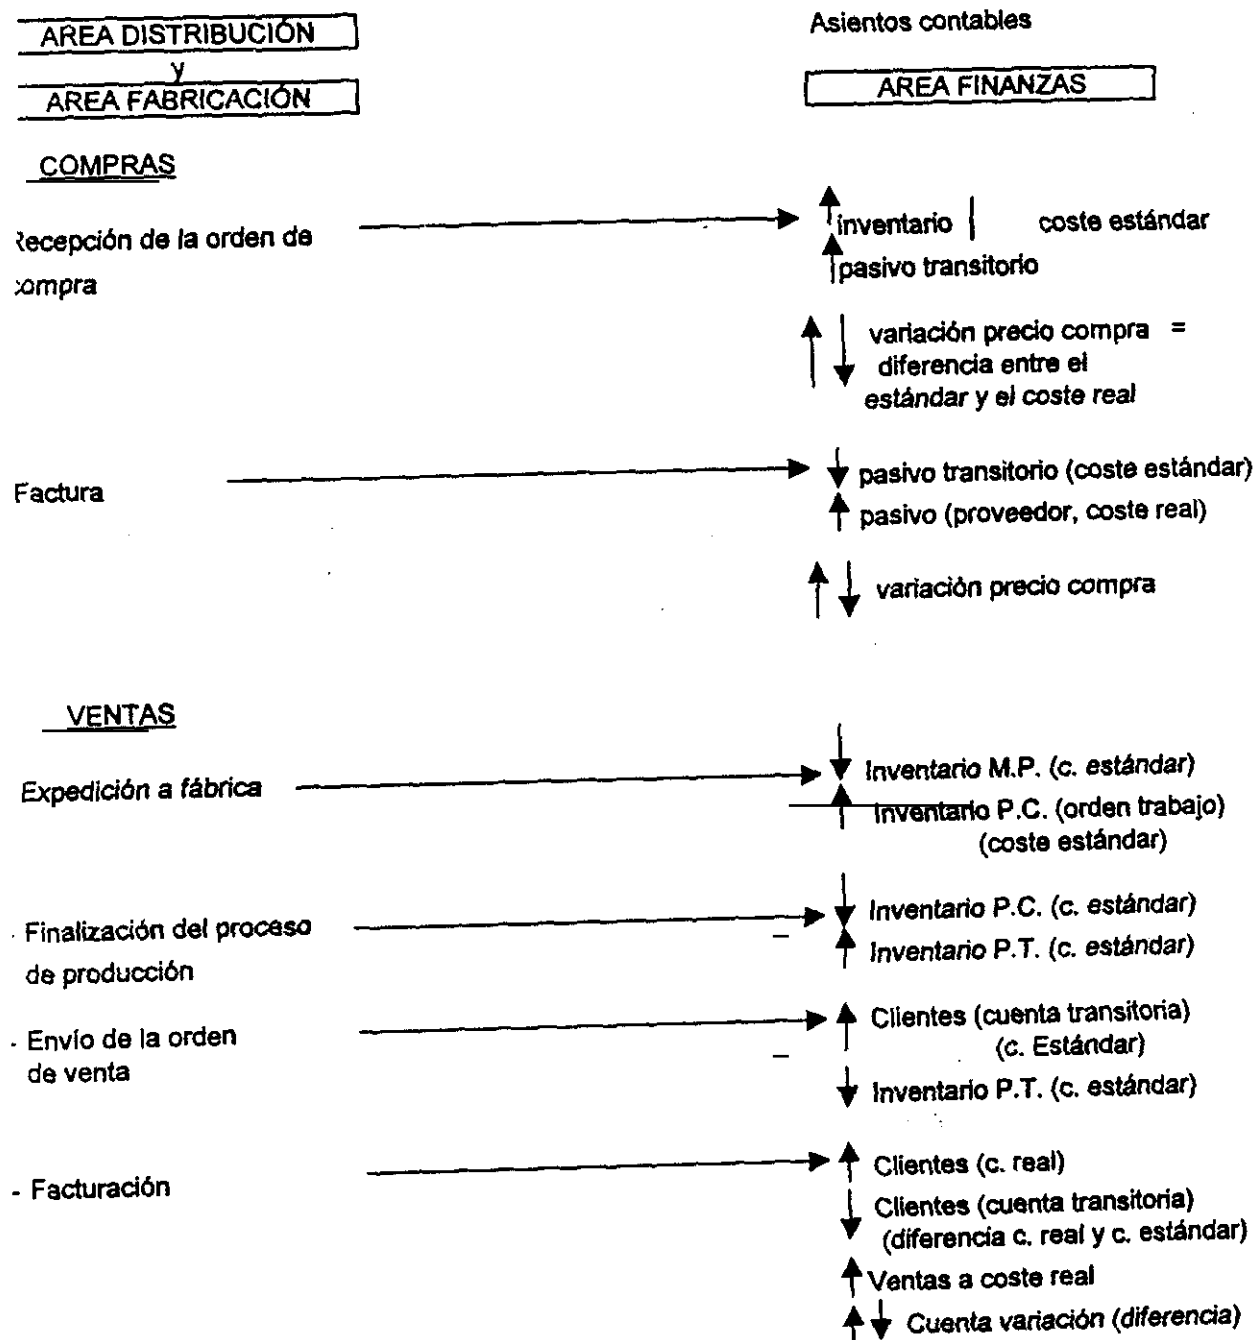 AREA DISTRIBUCIÓN
y
AREA FABRICACIÓN
Asientos contables
AREA FINANZAS
COMPRAS
Recepción de la orden de
compra
inventario | coste estándar
pasivo transitorio
variación precio compra =
diferencia entre el
estándar y el coste real
Factura
pasivo transitorio (coste estándar)
pasivo (proveedor, coste real)
variación precio compra
VENTAS
Expedición a fábrica
Inventario M.P. (c. estándar)
Inventario P.C. (orden trabajo)
(coste estándar)
- Finalización del proceso
de producción
Inventario P.C. (c. estándar)
Inventario P.T. (c. estándar)
- Envío de la orden
de venta
Clientes (cuenta transitoria)
(c. Estándar)
Inventario P.T. (c. estándar)
- Facturación
Clientes (c. real)
Clientes (cuenta transitoria)
(diferencia c. real y c. estándar)
Ventas a coste real
Cuenta variación (diferencia)